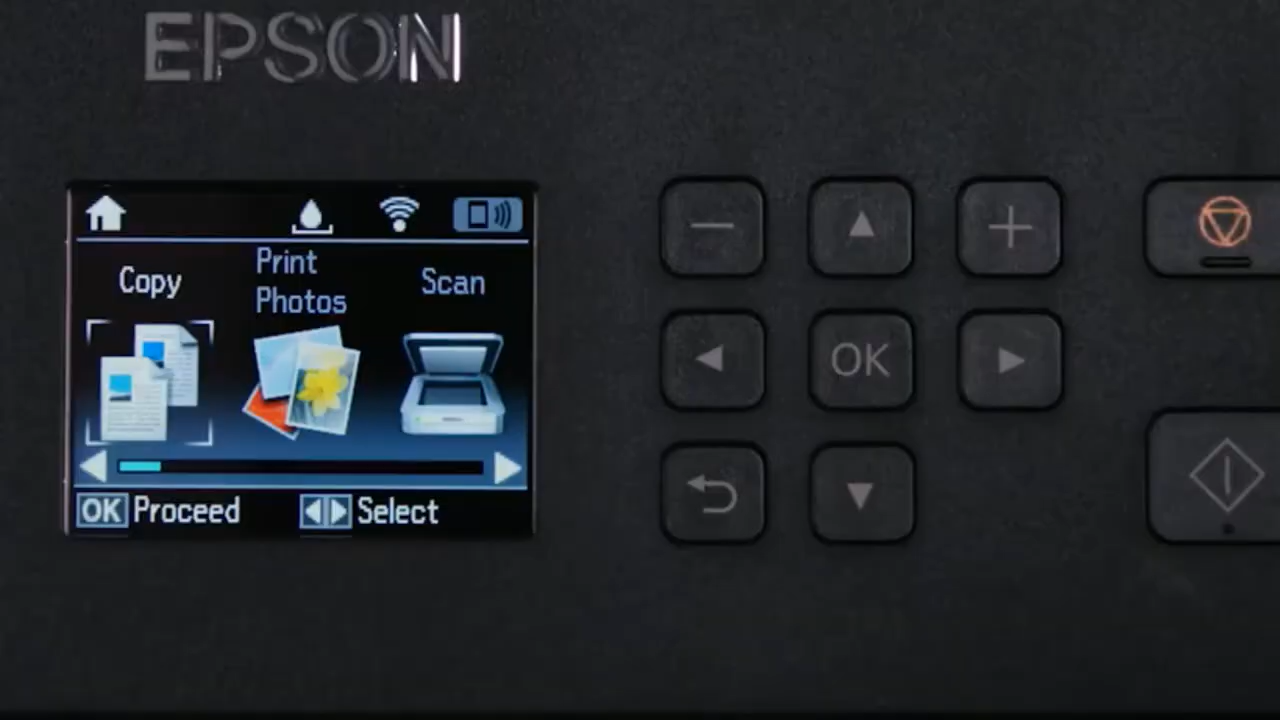 EPSON
Copy
Print
Photos
Scan
OK Proceed
Select
OK